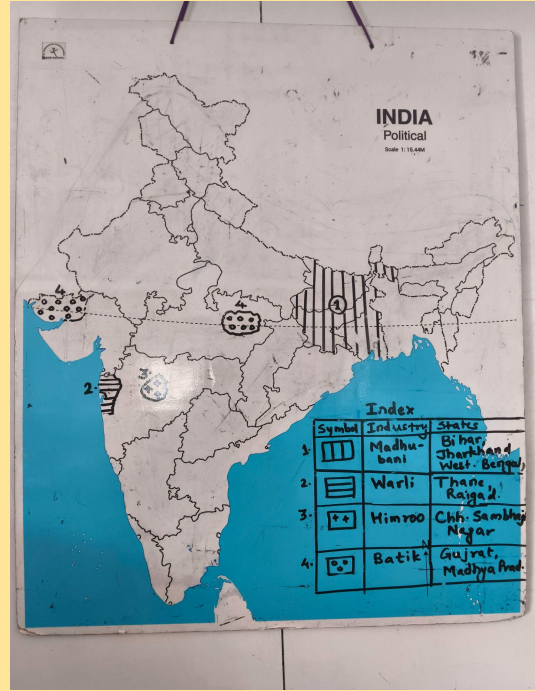 INDIA
Political
Scale 1: 15.44M
4
4
1
3
2.
Index
Symbol Industry States
1. Madhu- Bihar,
bani Jharkhand
West. Bengal,
2. Warli Thane,
Raigad.
3. Himroo Chh. Sambhaj
Nagar
4. Batik Gujrat,
Madhya Prad.